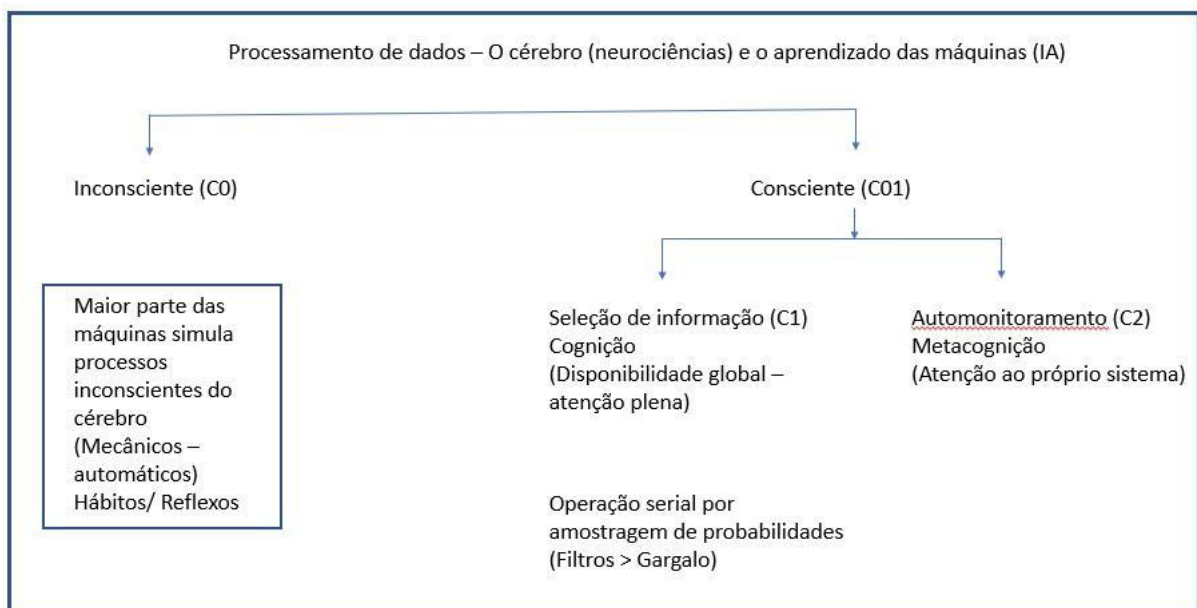 Processamento de dados – O cérebro (neurociências) e o aprendizado das máquinas (IA)
Inconsciente (C0)
Consciente (C01)
Maior parte das
máquinas simula
processos
inconscientes do
cérebro
(Mecânicos –
automáticos)
Hábitos/ Reflexos
Seleção de informação (C1)
Cognição
(Disponibilidade global –
atenção plena)
Automonitoramento (C2)
Metacognição
(Atenção ao próprio sistema)
Operação serial por
amostragem de probabilidades
(Filtros > Gargalo)